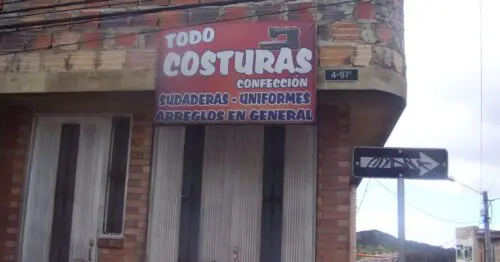 TODO
COSTURAS
CONFECCIÓN
SUDADERAS - UNIFORMES
ARREGLOS EN GENERAL
4-97